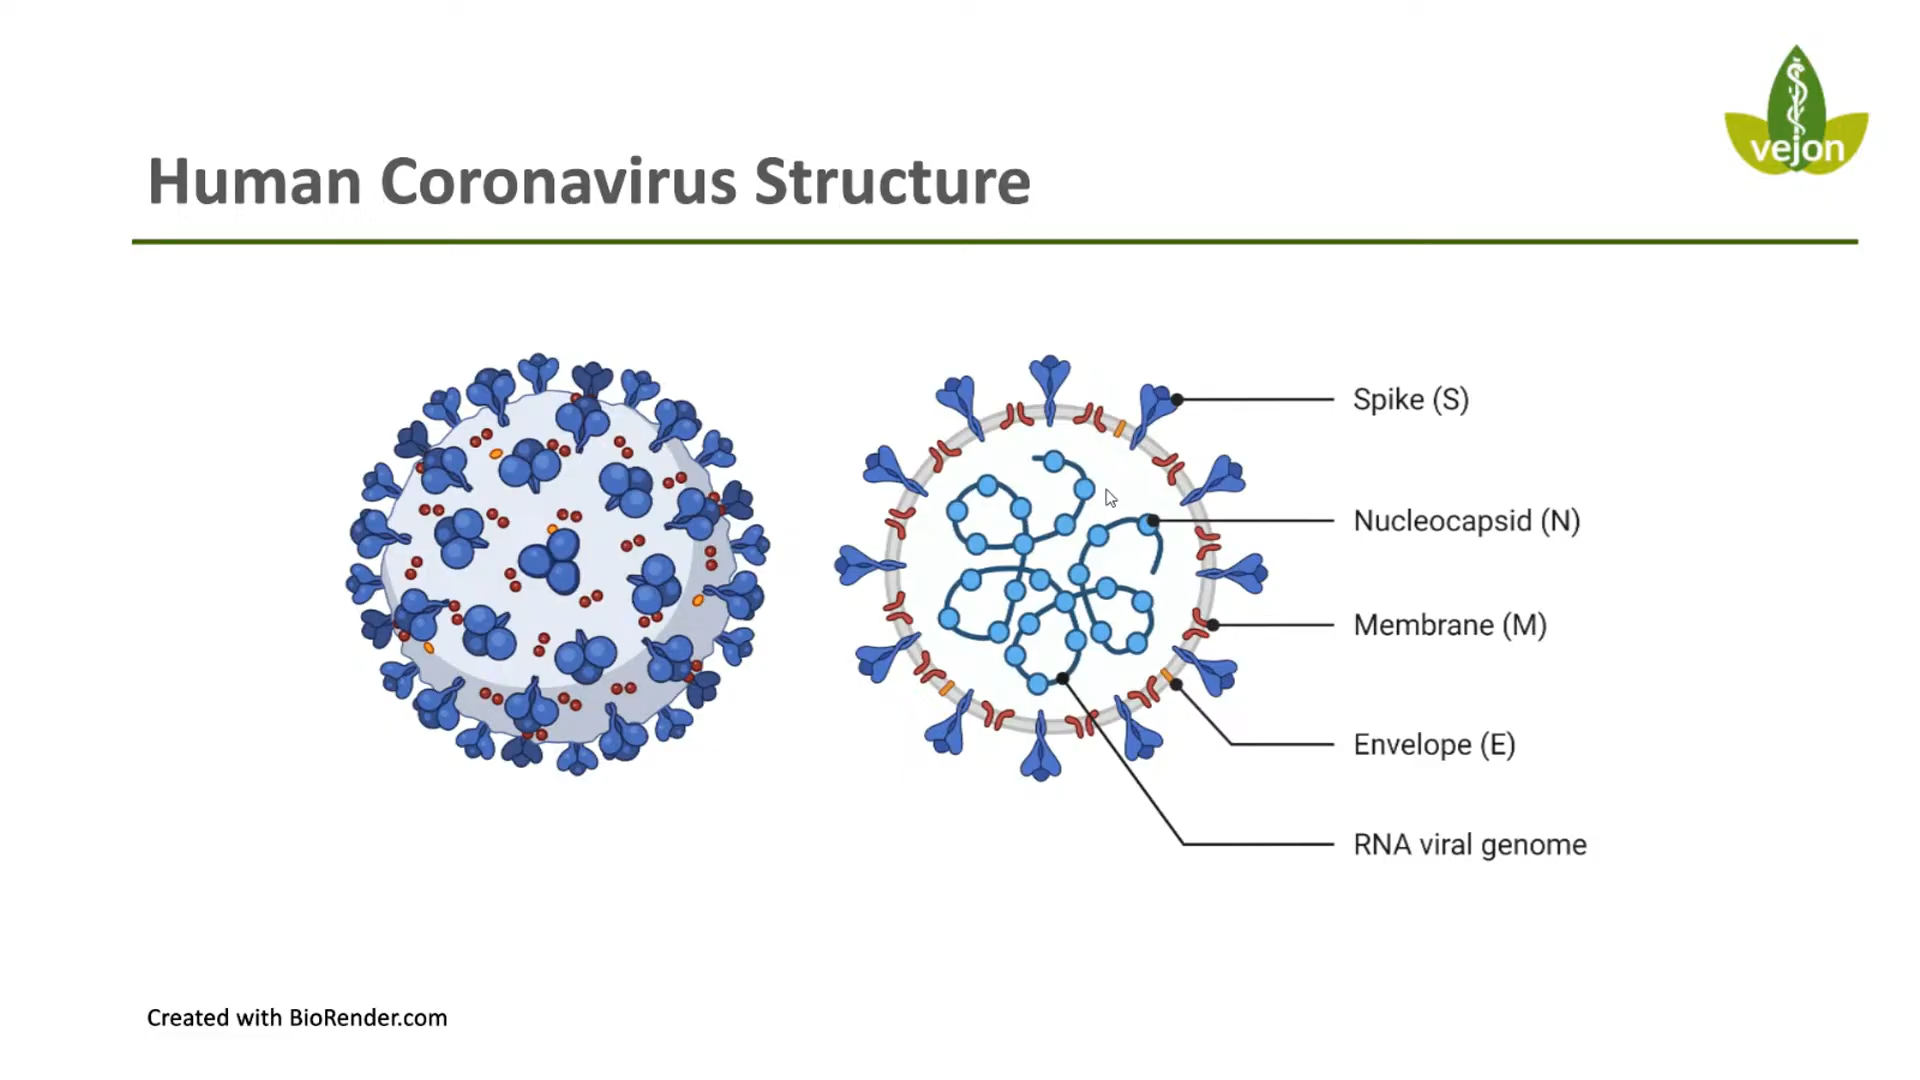 vejon
Human Coronavirus Structure
Spike (S)
Nucleocapsid (N)
Membrane (M)
Envelope (E)
RNA viral genome
Created with BioRender.com